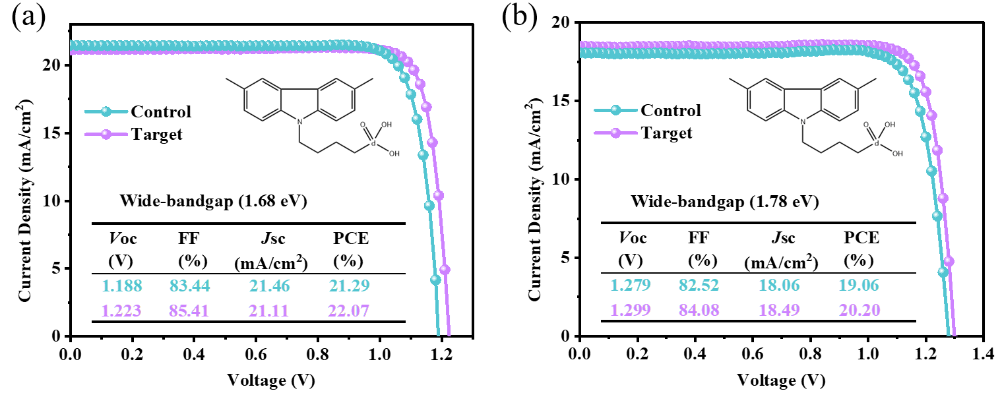 (a)
Current Density (mA/cm²)
20
15
10
5
0
Control
Target
N
O
OH
d
OH
Wide-bandgap (1.68 eV)
Voc FF Jsc PCE
(V) (%) (mA/cm²) (%)
1.188 83.44 21.46 21.29
1.223 85.41 21.11 22.07
0.0 0.2 0.4 0.6 0.8 1.0 1.2
Voltage (V)
(b)
Current Density (mA/cm²)
20
15
10
5
0
Control
Target
N
O
OH
d
OH
Wide-bandgap (1.78 eV)
Voc FF Jsc PCE
(V) (%) (mA/cm²) (%)
1.279 82.52 18.06 19.06
1.299 84.08 18.49 20.20
0.0 0.2 0.4 0.6 0.8 1.0 1.2 1.4
Voltage (V)